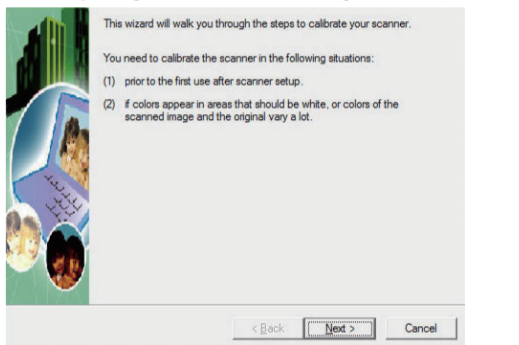 This wizard will walk you through the steps to calibrate your scanner.
You need to calibrate the scanner in the following situations:
(1) prior to the first use after scanner setup.
(2) if colors appear in areas that should be white, or colors of the
scanned image and the original vary a lot.
< Back Next > Cancel